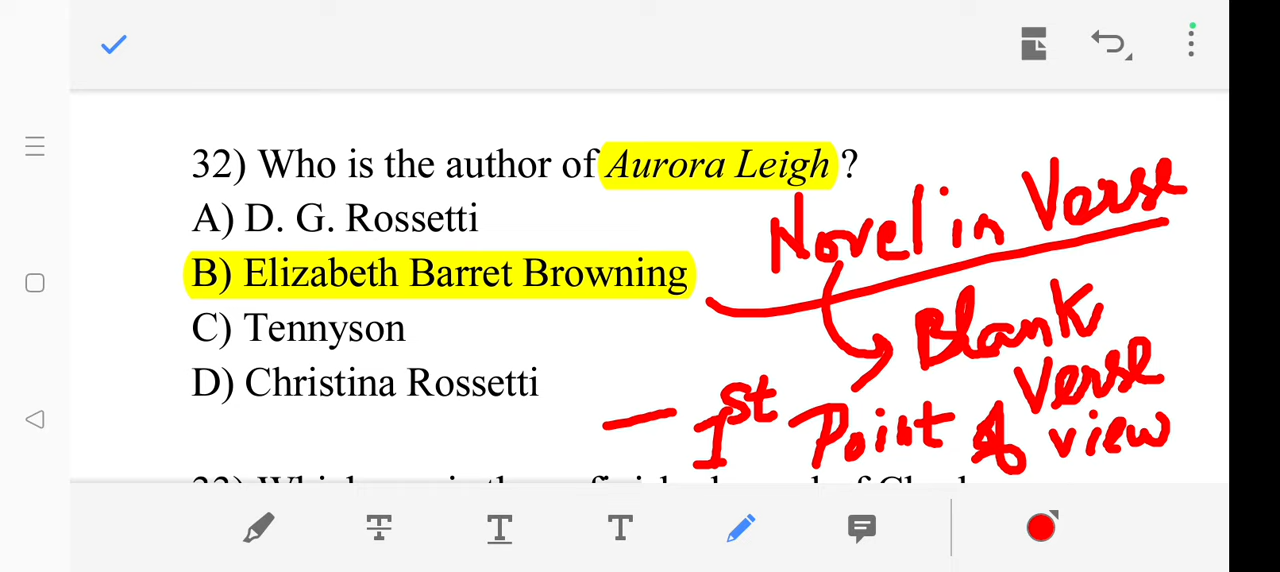 32) Who is the author of Aurora Leigh ?
A) D. G. Rossetti
B) Elizabeth Barret Browning
C) Tennyson
D) Christina Rossetti
Novel in Verse
Blank
Verse
1st Point of view
T T T